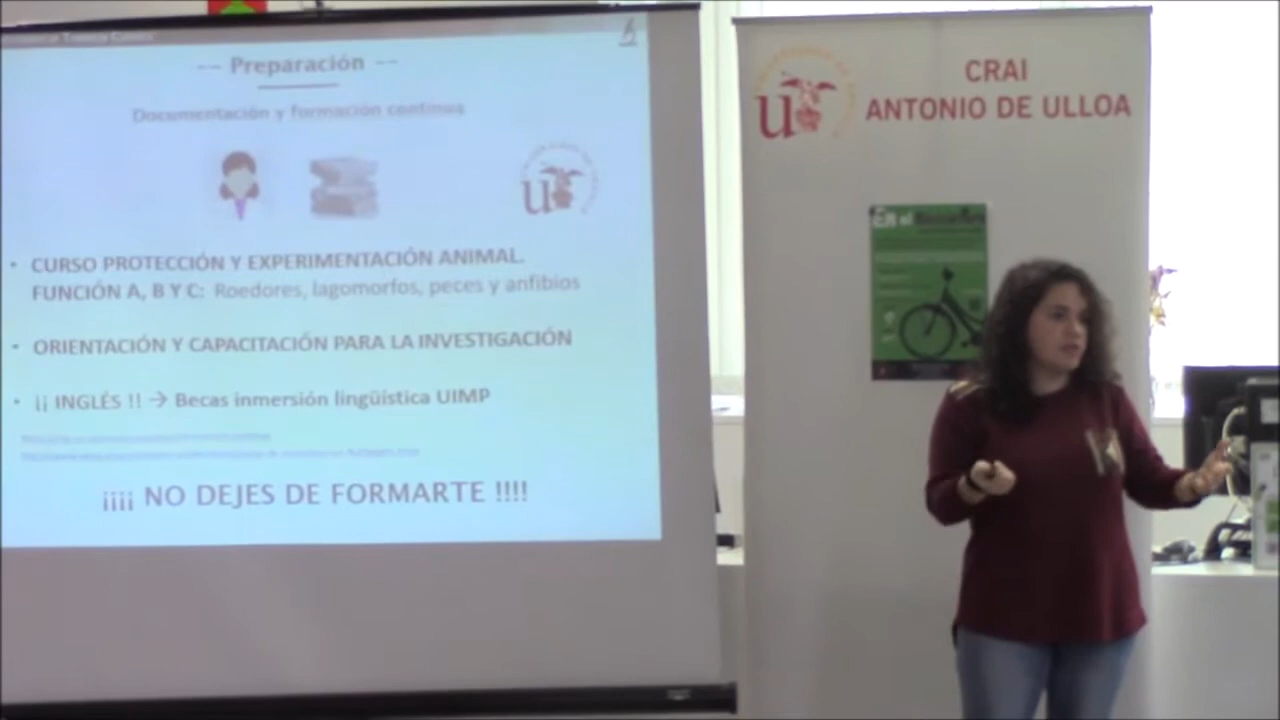 -- Preparación --
Documentación y formación continua
• CURSO PROTECCIÓN Y EXPERIMENTACIÓN ANIMAL.
FUNCIÓN A, B Y C: Roedores, lagomorfos, peces y anfibios
• ORIENTACIÓN Y CAPACITACIÓN PARA LA INVESTIGACIÓN
• ¡¡ INGLÉS !! → Becas inmersión lingüística UIMP
¡¡¡¡ NO DEJES DE FORMARTE !!!!
CRAI
ANTONIO DE ULLOA